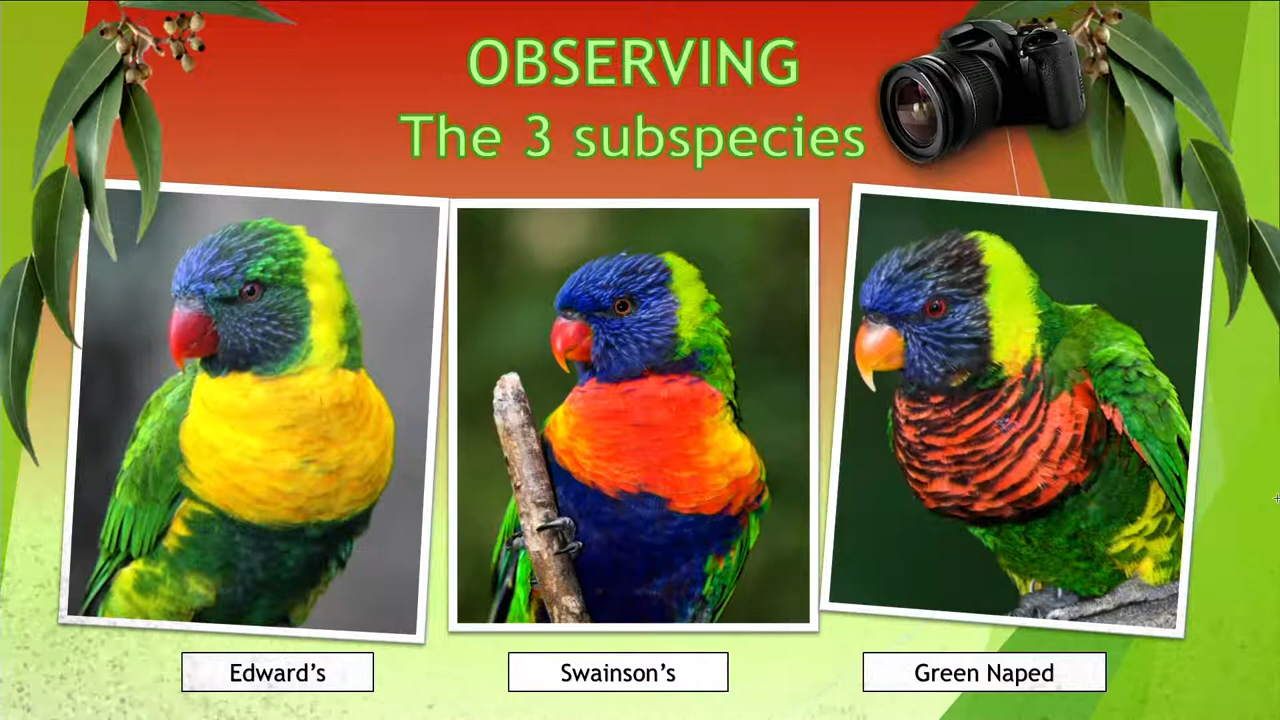 OBSERVING
The 3 subspecies
Edward’s
Swainson’s
Green Naped